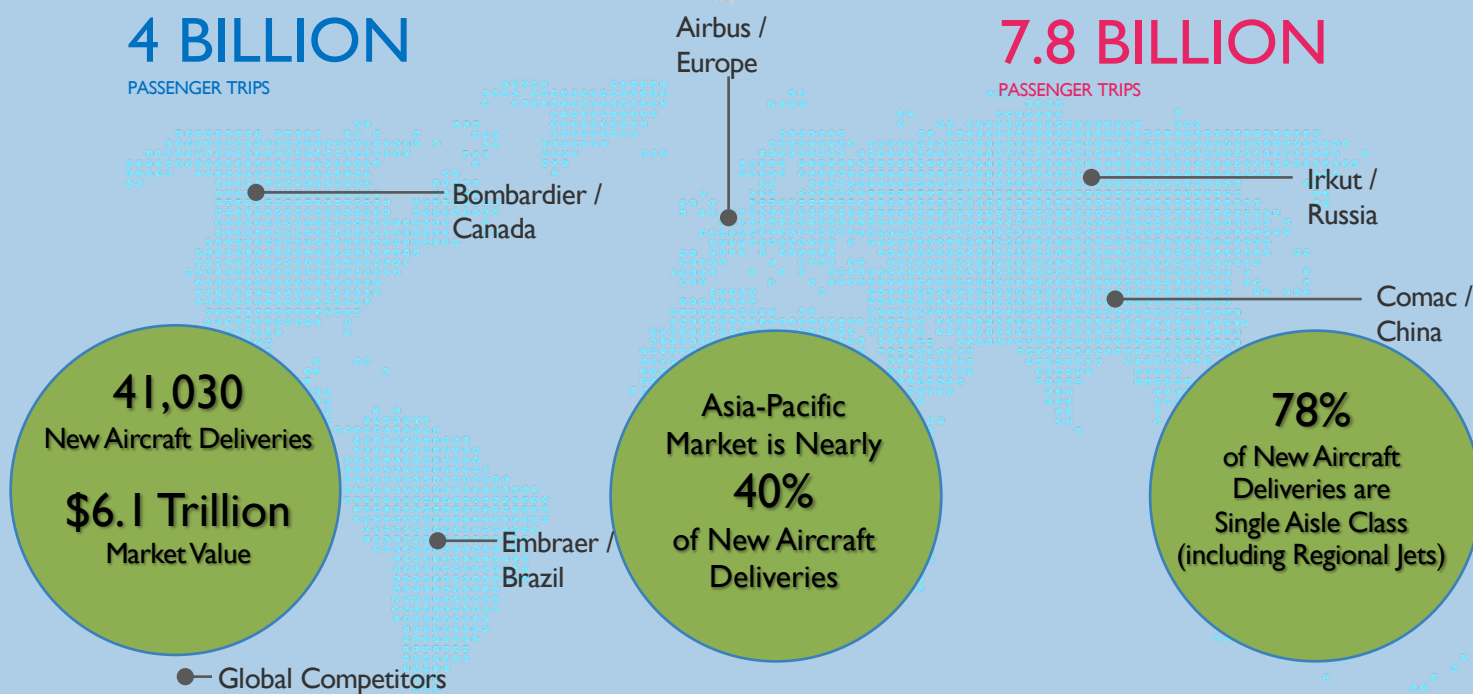 4 BILLION
PASSENGER TRIPS
Airbus /
Europe
7.8 BILLION
PASSENGER TRIPS
Bombardier /
Canada
Irkut /
Russia
Comac /
China
41,030
New Aircraft Deliveries
$6.1 Trillion
Market Value
Embraer /
Brazil
Asia-Pacific
Market is Nearly
40%
of New Aircraft
Deliveries
78%
of New Aircraft
Deliveries are
Single Aisle Class
(including Regional Jets)
Global Competitors